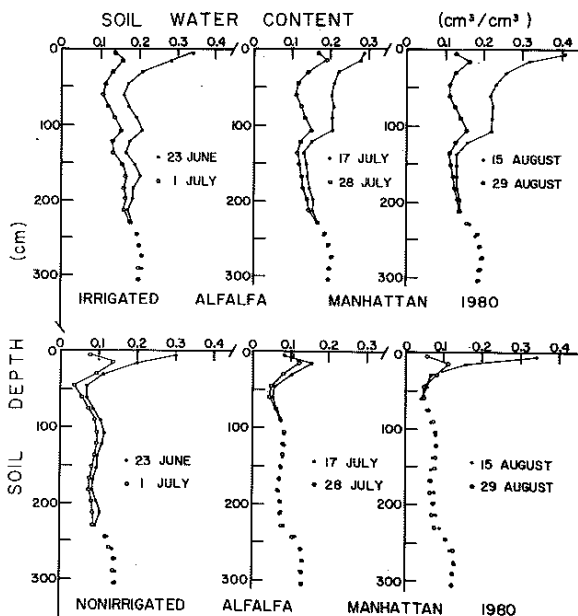 SOIL WATER CONTENT (cm³/cm³)
0 0.1 0.2 0.3 0 0.1 0.2 0.3 0 0.1 0.2 0.3 0.4
0
100
200
300
23 JUNE
1 JULY
17 JULY
28 JULY
15 AUGUST
29 AUGUST
IRRIGATED ALFALFA MANHATTAN 1980
SOIL DEPTH (cm)
0 0.1 0.2 0.3 0 0.1 0.2 0.3 0 0.1 0.2 0.3 0.4
0
100
200
300
23 JUNE
1 JULY
17 JULY
28 JULY
15 AUGUST
29 AUGUST
NONIRRIGATED ALFALFA MANHATTAN 1980